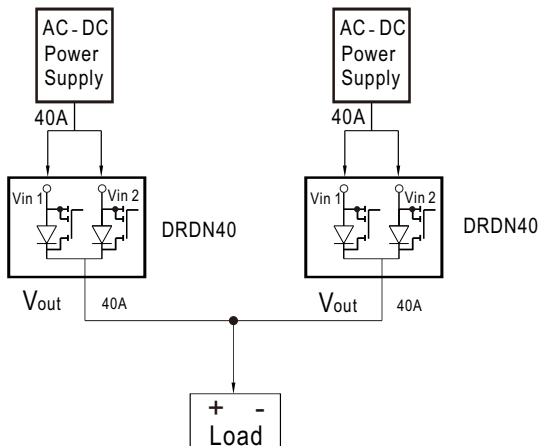 AC - DC
Power
Supply
AC - DC
Power
Supply
40A
40A
Vin 1
Vin 2
DRDN40
Vin 1
Vin 2
DRDN40
Vout
40A
Vout
40A
+ -
Load